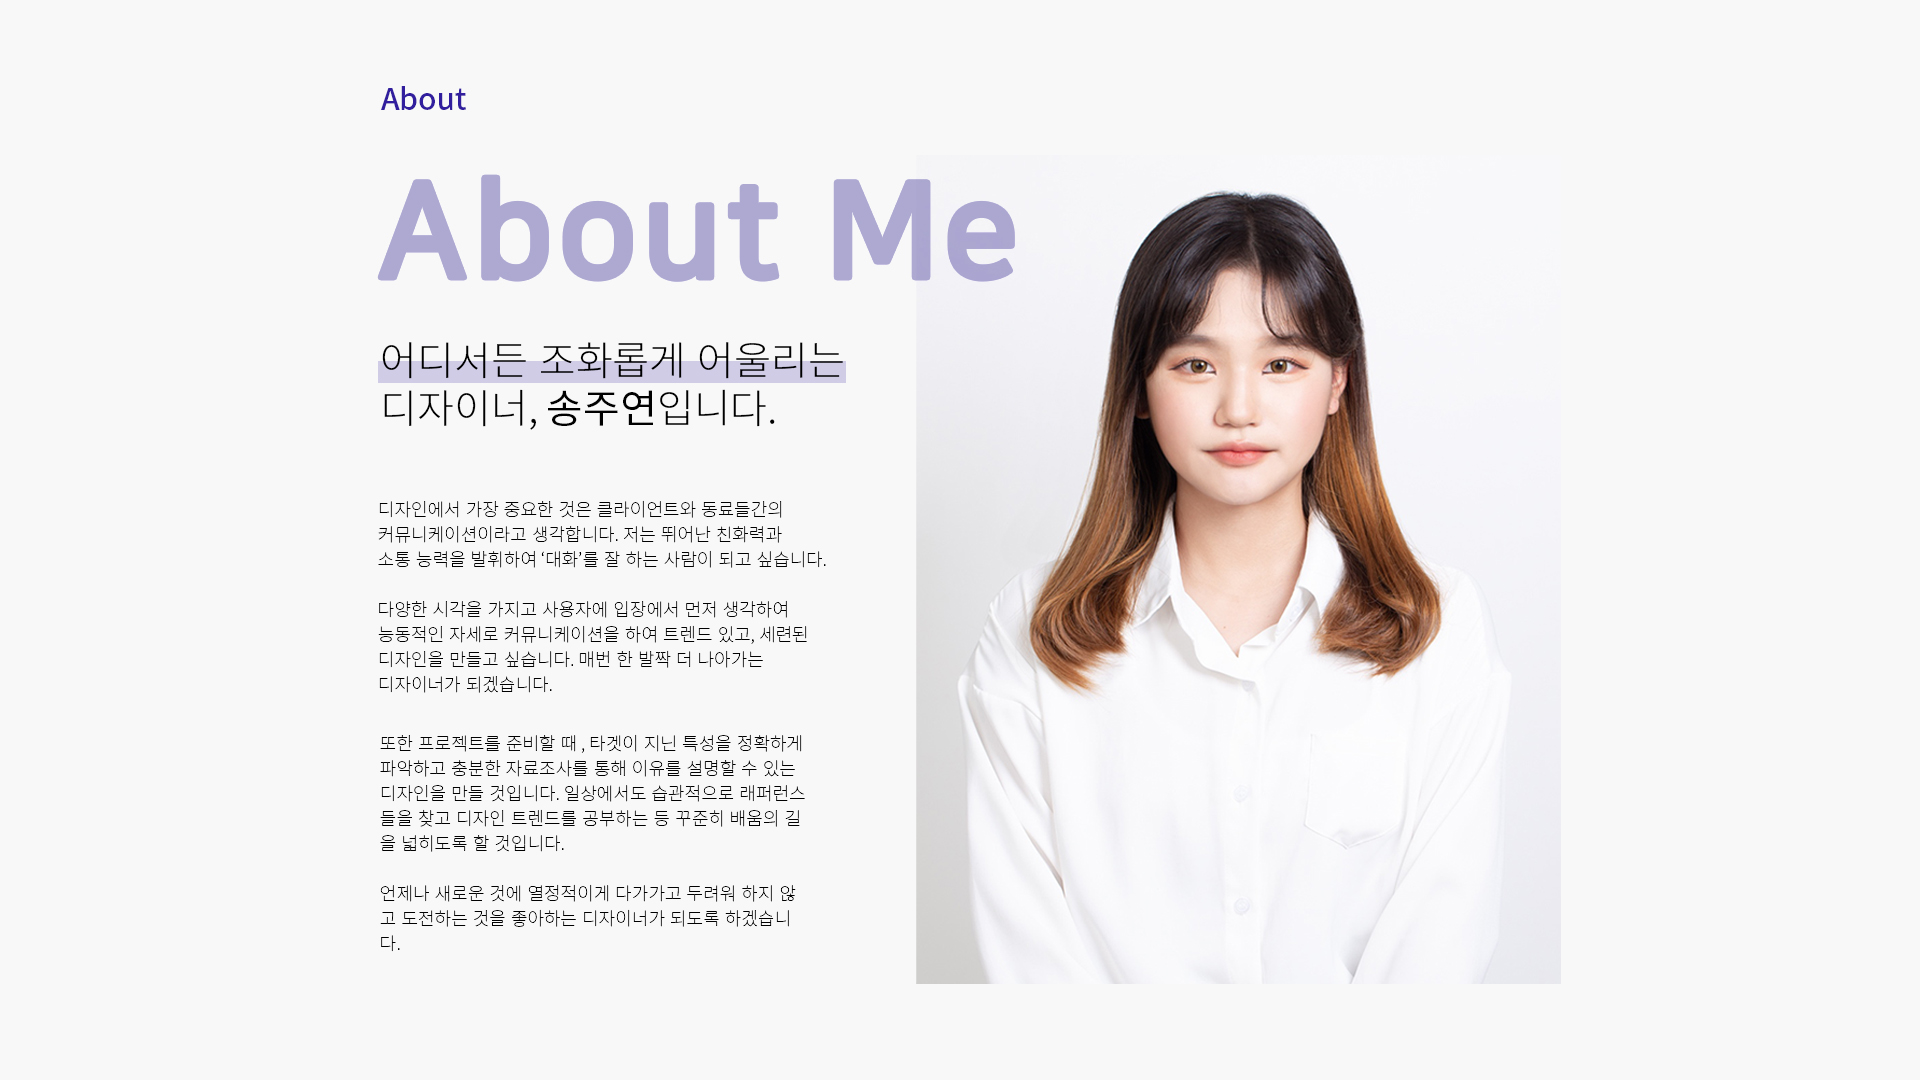 About
About Me
어디서든 조화롭게 어울리는
디자이너, 송주연입니다.
디자인에서 가장 중요한 것은 클라이언트와 동료들간의
커뮤니케이션이라고 생각합니다. 저는 뛰어난 친화력과
소통 능력을 발휘하여 ‘대화’를 잘 하는 사람이 되고 싶습니다.
다양한 시각을 가지고 사용자에 입장에서 먼저 생각하여
능동적인 자세로 커뮤니케이션을 하여 트렌드 있고, 세련된
디자인을 만들고 싶습니다. 매번 한 발짝 더 나아가는
디자이너가 되겠습니다.
또한 프로젝트를 준비할 때 , 타겟이 지닌 특성을 정확하게
파악하고 충분한 자료조사를 통해 이유를 설명할 수 있는
디자인을 만들 것입니다. 일상에서도 습관적으로 래퍼런스
들을 찾고 디자인 트렌드를 공부하는 등 꾸준히 배움의 길
을 넓히도록 할 것입니다.
언제나 새로운 것에 열정적이게 다가가고 두려워 하지 않
고 도전하는 것을 좋아하는 디자이너가 되도록 하겠습니
다.